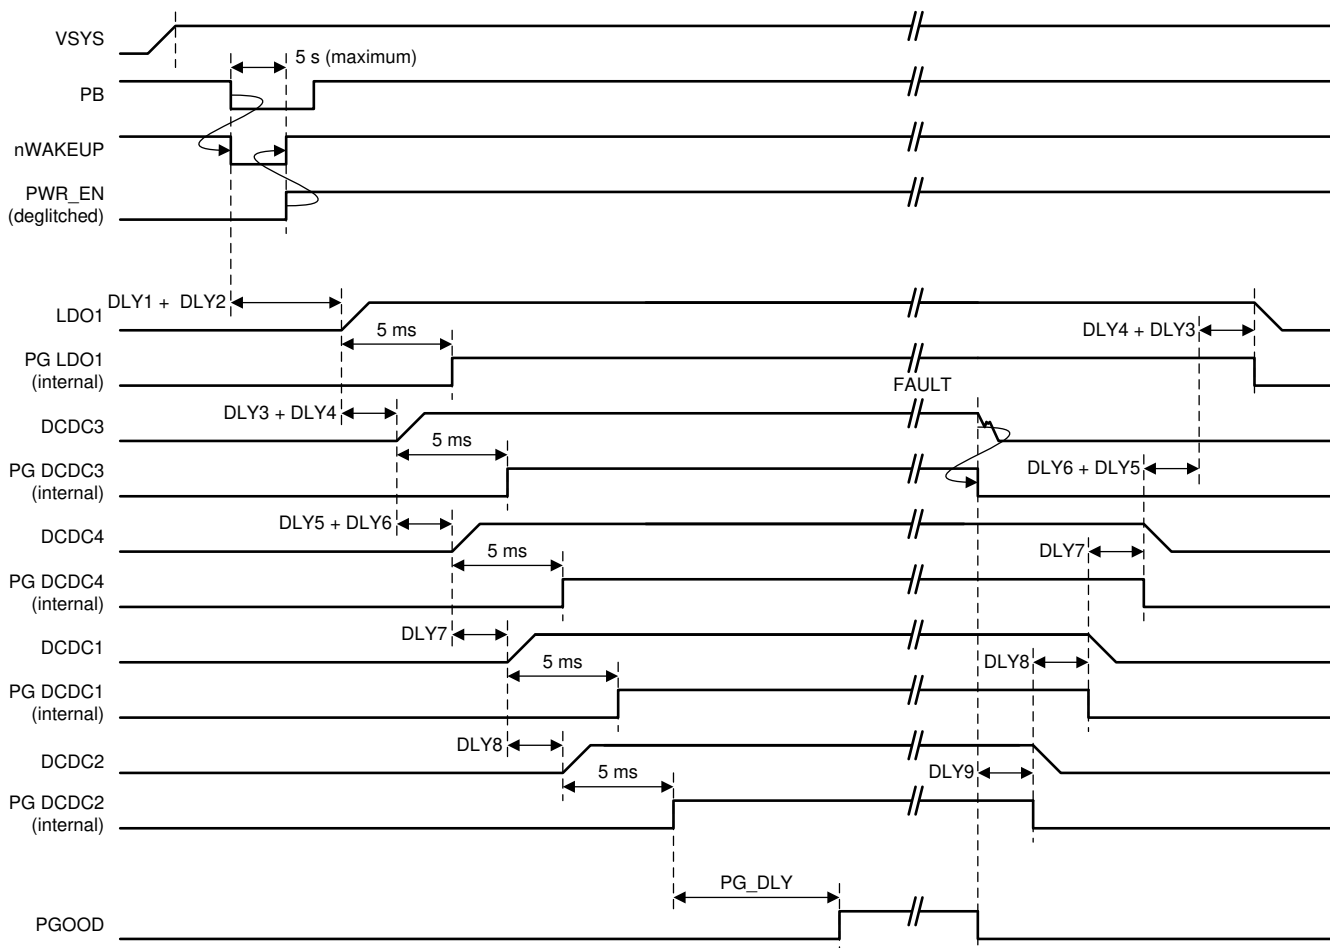 VSYS
5 s (maximum)
PB
nWAKEUP
PWR_EN
(deglitched)
DLY1 + DLY2
LDO1
5 ms
DLY4 + DLY3
PG LDO1
(internal)
FAULT
DLY3 + DLY4
DCDC3
5 ms
DLY6 + DLY5
PG DCDC3
(internal)
DLY5 + DLY6
DCDC4
5 ms
DLY7
PG DCDC4
(internal)
DLY7
DCDC1
5 ms
DLY8
PG DCDC1
(internal)
DLY8
DCDC2
5 ms
DLY9
PG DCDC2
(internal)
PG_DLY
PGOOD